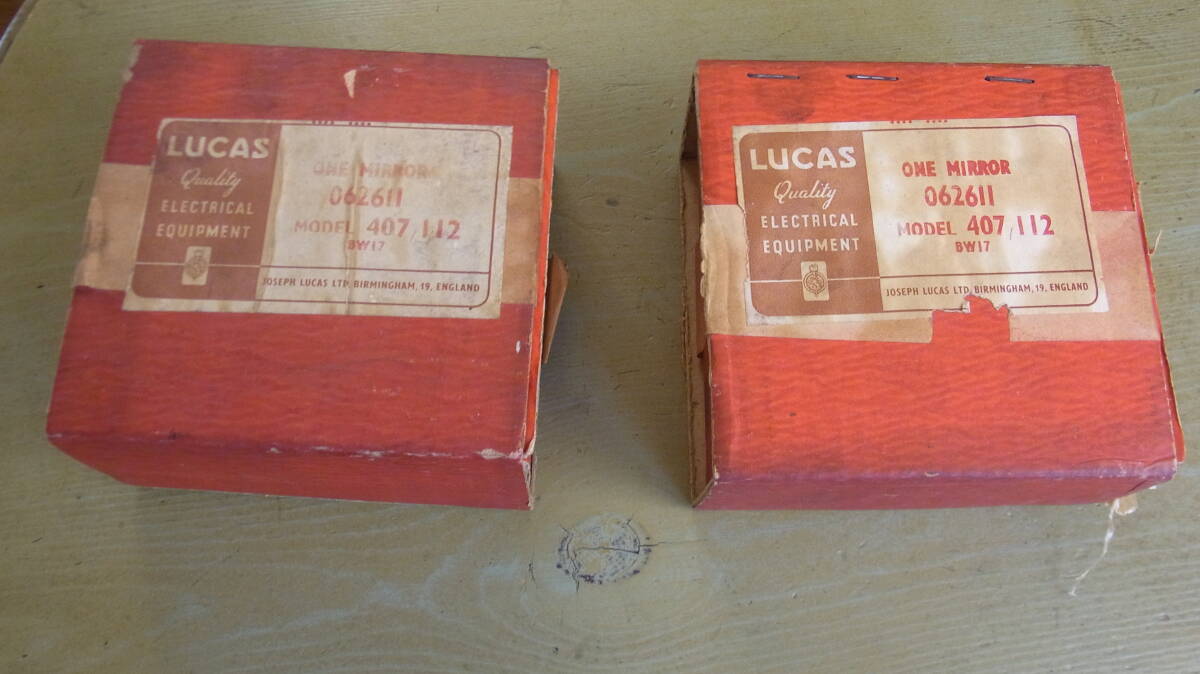 LUCAS
Quality
ELECTRICAL
EQUIPMENT
ONE MIRROR
062611
MODEL 407,112
BW17
JOSEPH LUCAS LTD, BIRMINGHAM, 19, ENGLAND
LUCAS
Quality
ELECTRICAL
EQUIPMENT
ONE MIRROR
062611
MODEL 407,112
BW17
JOSEPH LUCAS LTD, BIRMINGHAM, 19, ENGLAND